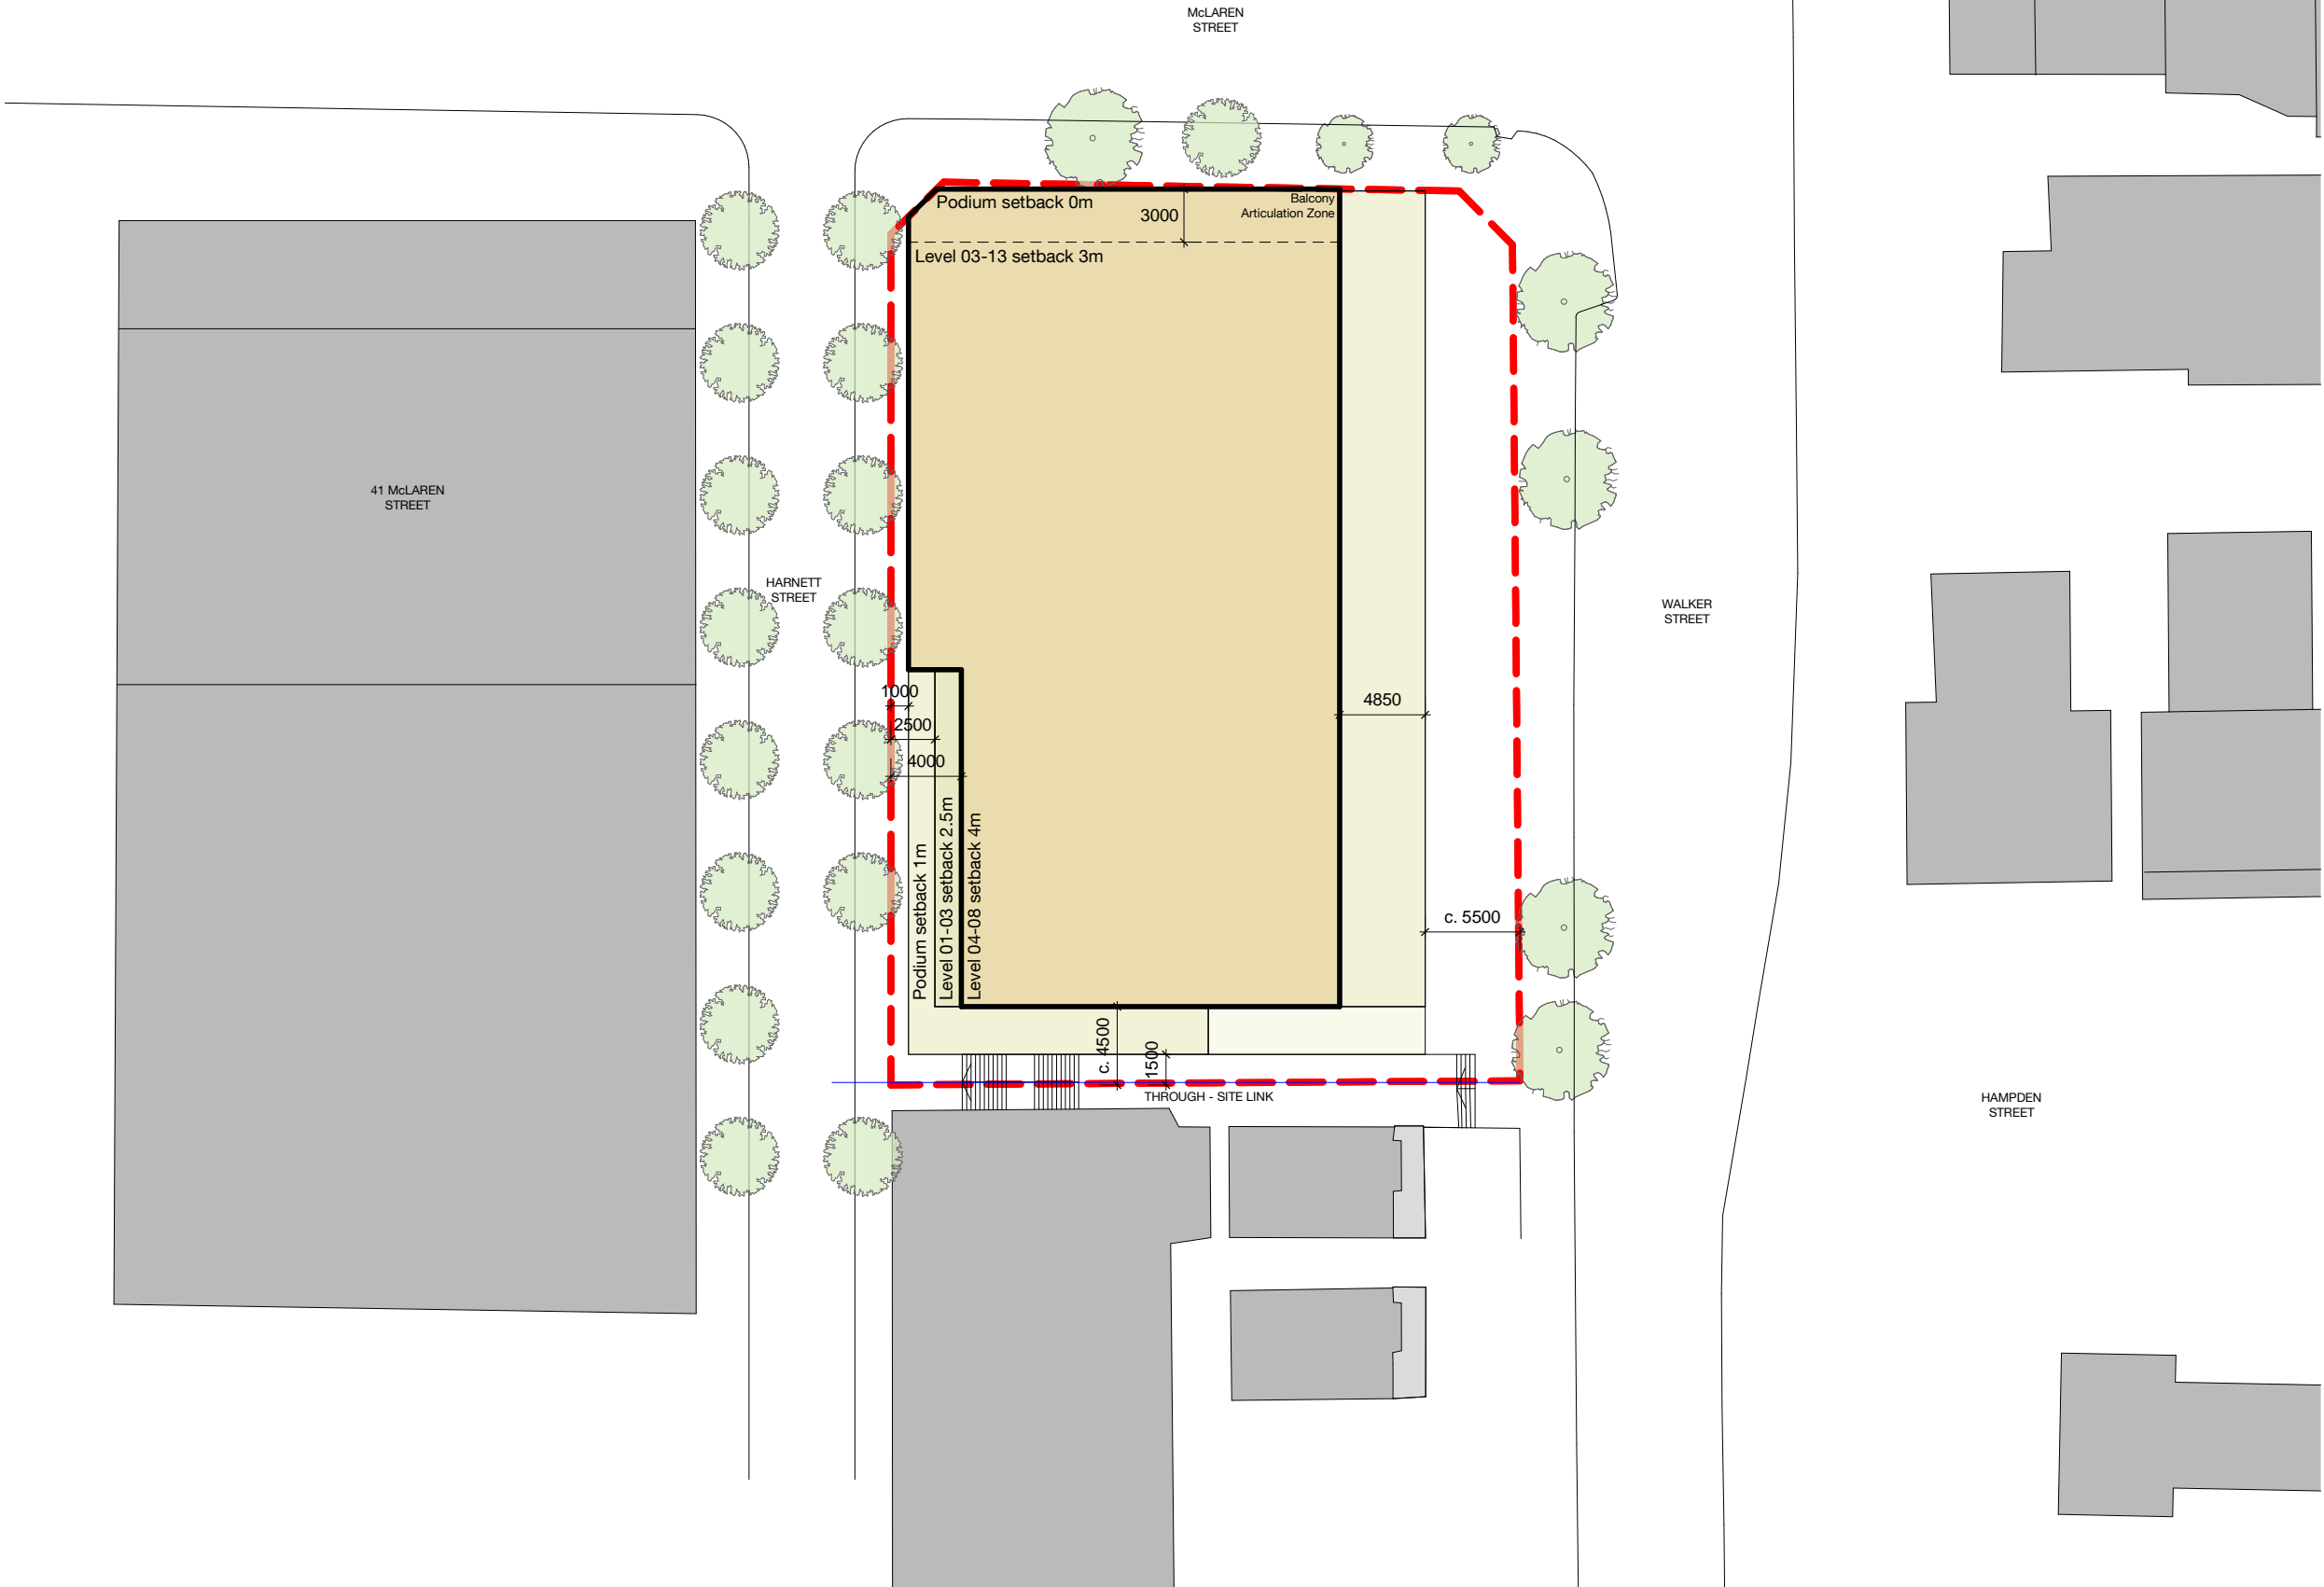 McLAREN
STREET
Podium setback 0m
3000
Balcony
Articulation Zone
Level 03-13 setback 3m
41 McLAREN
STREET
HARNETT
STREET
WALKER
STREET
1000
2500
4000
4850
Podium setback 1m
Level 01-03 setback 2.5m
Level 04-08 setback 4m
c. 5500
c. 4500
1500
THROUGH - SITE LINK
HAMPDEN
STREET